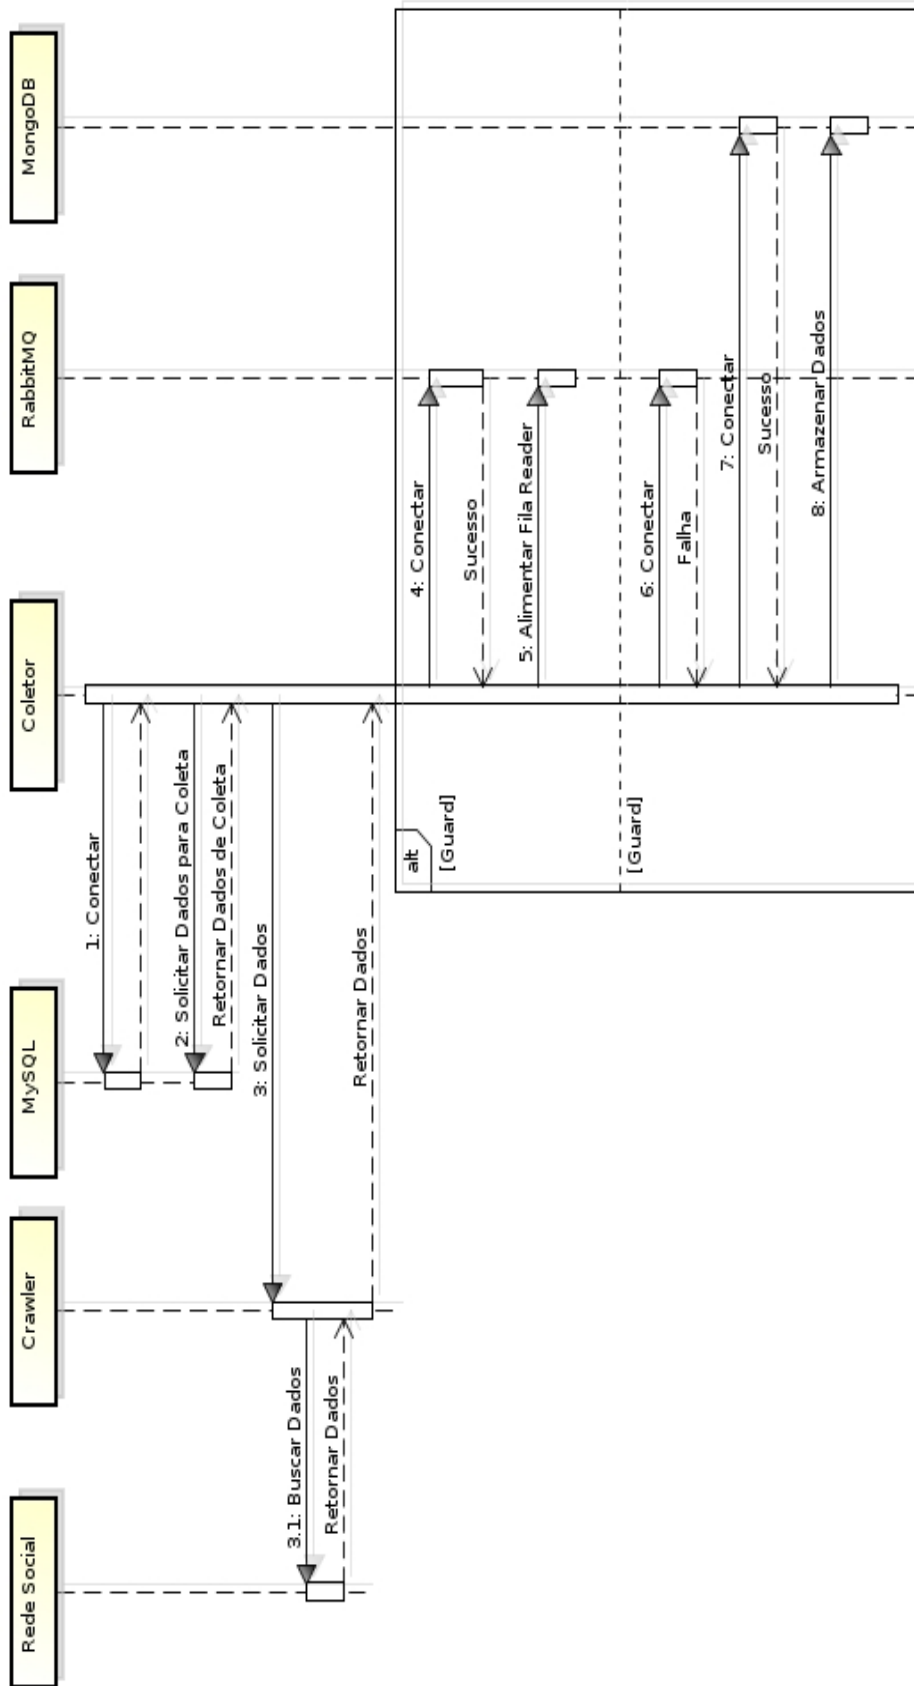 Rede Social
Crawler
MySQL
Coletor
RabbitMQ
MongoDB
1: Conectar
2: Solicitar Dados para Coleta
Retornar Dados de Coleta
3: Solicitar Dados
3.1: Buscar Dados
Retornar Dados
Retornar Dados
alt
[Guard]
4: Conectar
Sucesso
5: Alimentar Fila Reader
[Guard]
6: Conectar
Falha
7: Conectar
Sucesso
8: Armazenar Dados